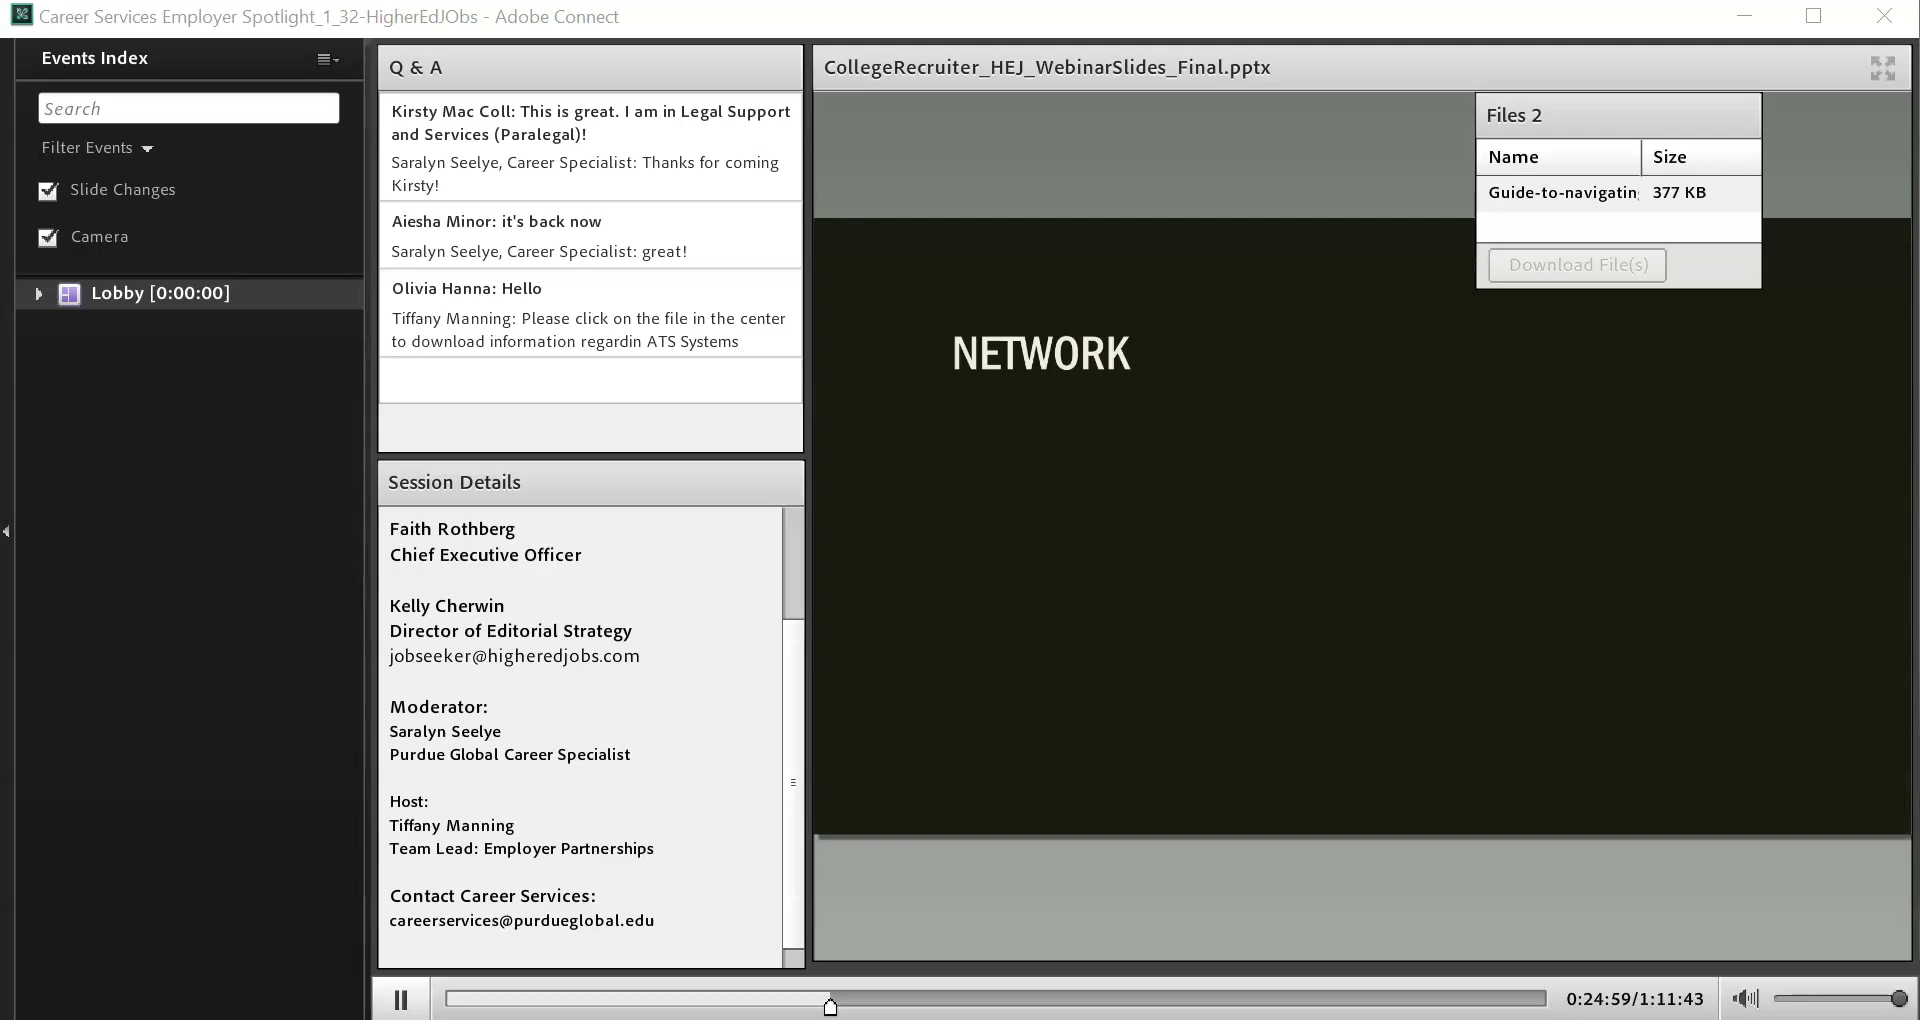 Career Services Employer Spotlight_1_32-HigherEdJObs - Adobe Connect
Events Index
Search
Filter Events
Slide Changes
Camera
Lobby [0:00:00]
Q & A
Kirsty Mac Coll: This is great. I am in Legal Support
and Services (Paralegal)!
Saralyn Seelye, Career Specialist: Thanks for coming
Kirsty!
Aiesha Minor: it's back now
Saralyn Seelye, Career Specialist: great!
Olivia Hanna: Hello
Tiffany Manning: Please click on the file in the center
to download information regardin ATS Systems
Session Details
Faith Rothberg
Chief Executive Officer
Kelly Cherwin
Director of Editorial Strategy
jobseeker@higheredjobs.com
Moderator:
Saralyn Seelye
Purdue Global Career Specialist
Host:
Tiffany Manning
Team Lead: Employer Partnerships
Contact Career Services:
careerservices@purdueglobal.edu
CollegeRecruiter_HEJ_WebinarSlides_Final.pptx
Files 2
Name Size
Guide-to-navigatin 377 KB
Download File(s)
NETWORK
0:24:59/1:11:43